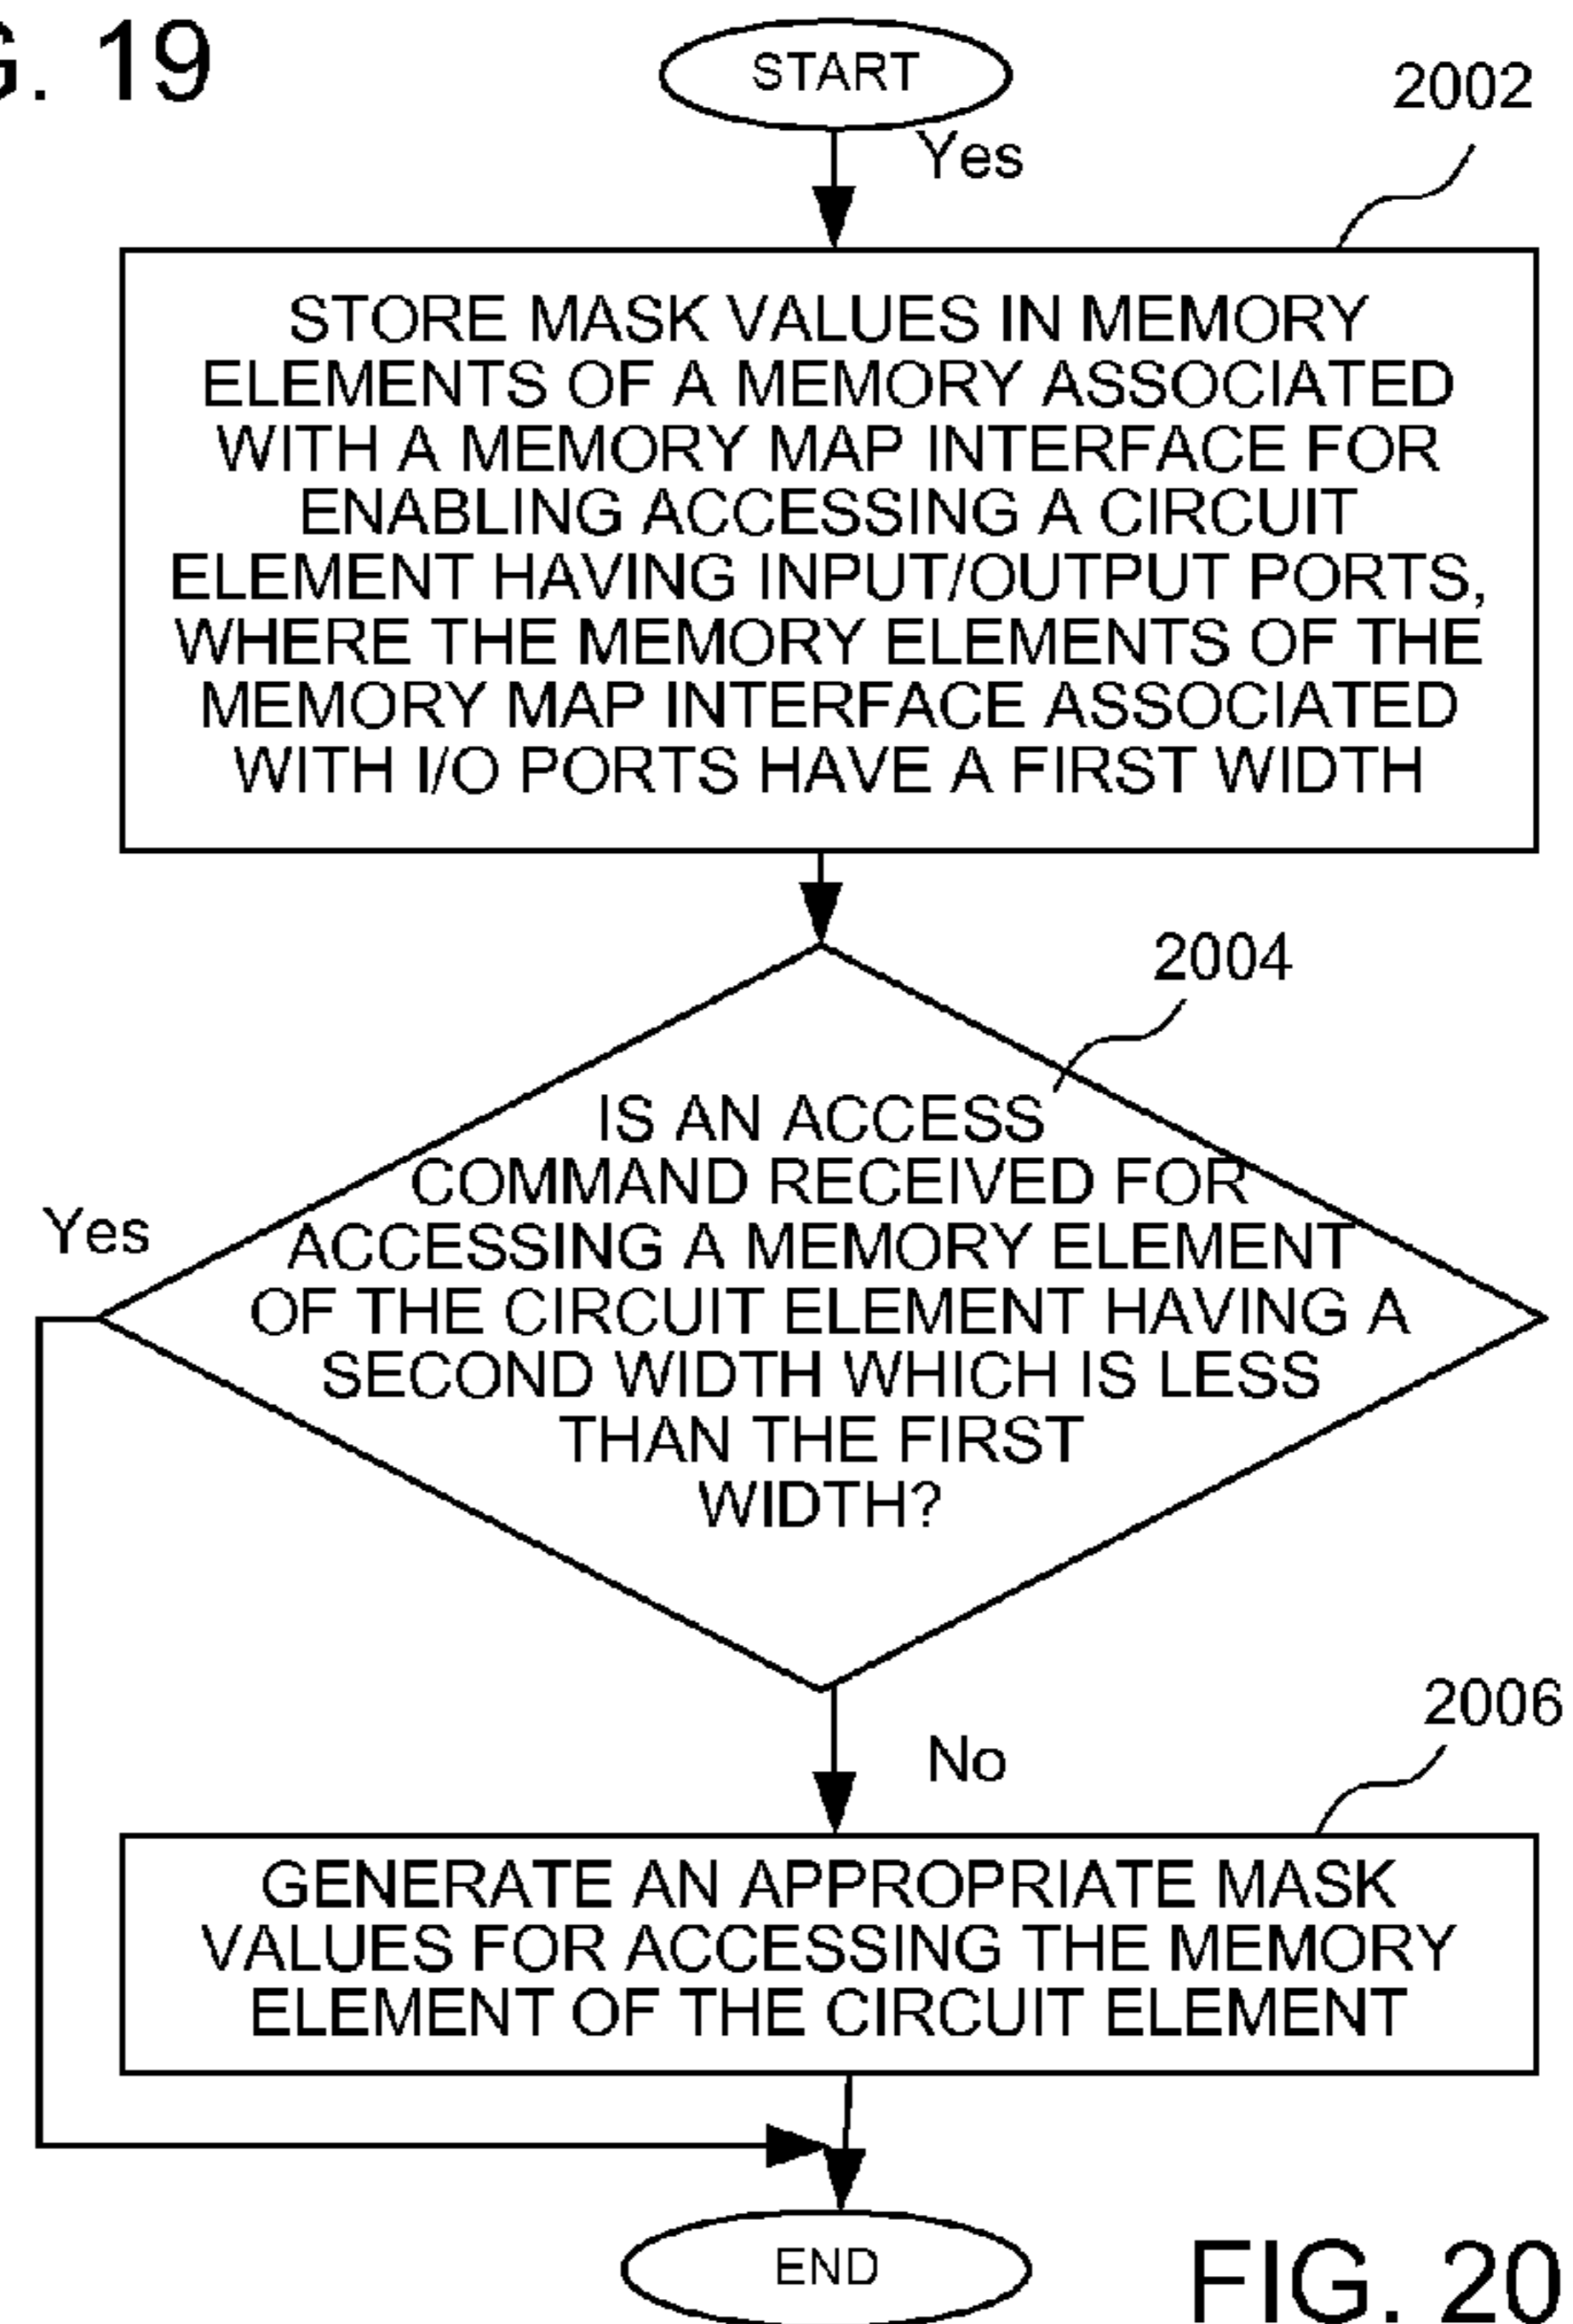 G. 19
START
Yes
2002
STORE MASK VALUES IN MEMORY
ELEMENTS OF A MEMORY ASSOCIATED
WITH A MEMORY MAP INTERFACE FOR
ENABLING ACCESSING A CIRCUIT
ELEMENT HAVING INPUT/OUTPUT PORTS,
WHERE THE MEMORY ELEMENTS OF THE
MEMORY MAP INTERFACE ASSOCIATED
WITH I/O PORTS HAVE A FIRST WIDTH
2004
IS AN ACCESS
COMMAND RECEIVED FOR
ACCESSING A MEMORY ELEMENT
OF THE CIRCUIT ELEMENT HAVING A
SECOND WIDTH WHICH IS LESS
THAN THE FIRST
WIDTH?
Yes
No
2006
GENERATE AN APPROPRIATE MASK
VALUES FOR ACCESSING THE MEMORY
ELEMENT OF THE CIRCUIT ELEMENT
END
FIG. 20